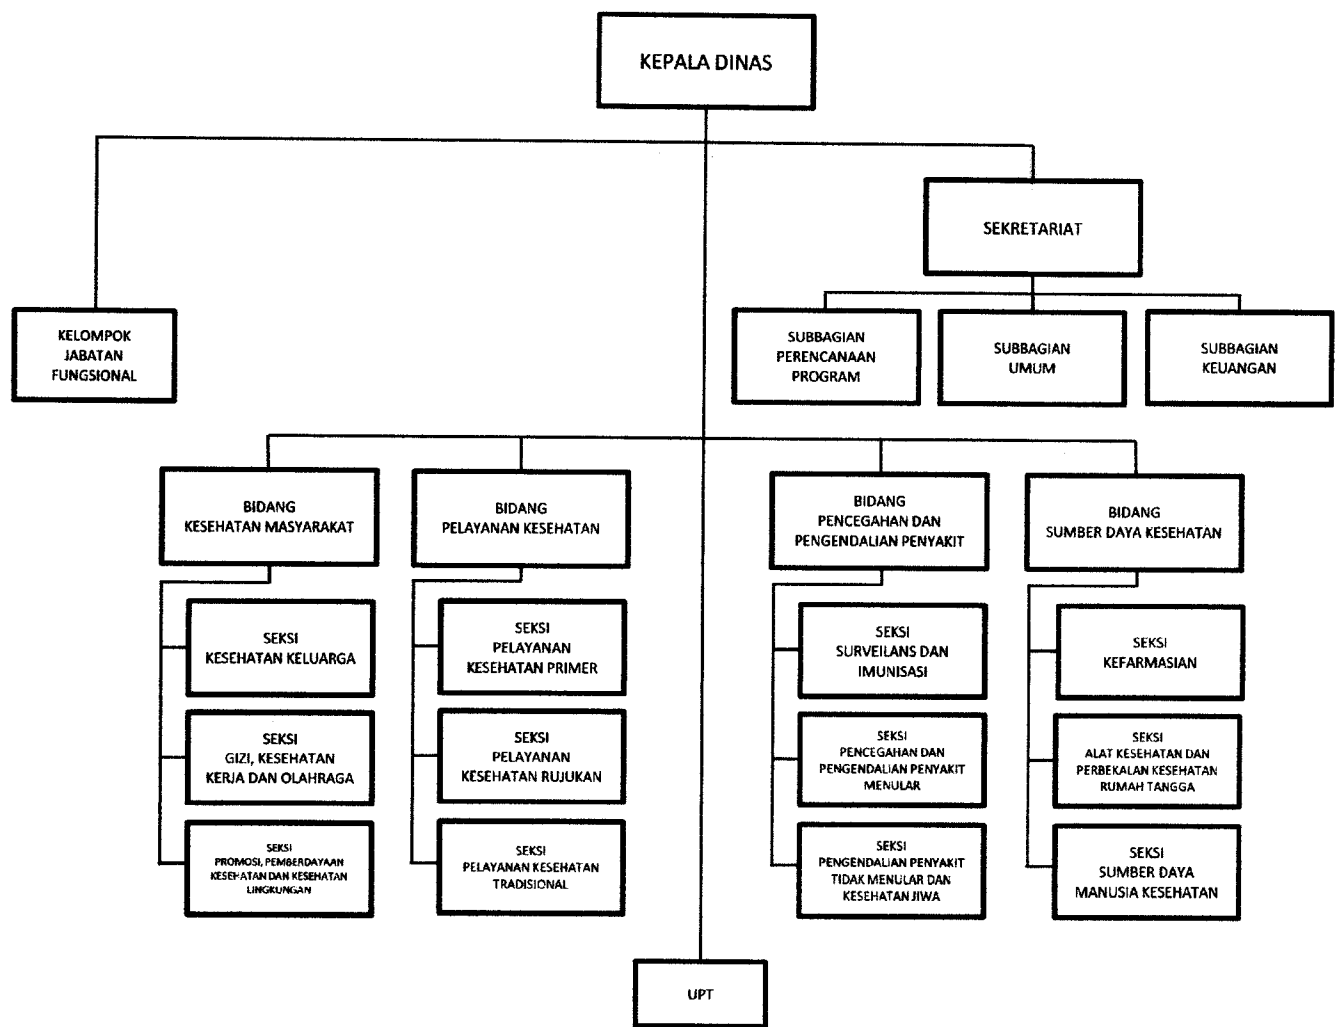 KEPALA DINAS
SEKRETARIAT
KELOMPOK
JABATAN
FUNGSIONAL
SUBBAGIAN
PERENCANAAN
PROGRAM
SUBBAGIAN
UMUM
SUBBAGIAN
KEUANGAN
BIDANG
KESEHATAN MASYARAKAT
BIDANG
PELAYANAN KESEHATAN
BIDANG
PENCEGAHAN DAN
PENGENDALIAN PENYAKIT
BIDANG
SUMBER DAYA KESEHATAN
SEKSI
KESEHATAN KELUARGA
SEKSI
PELAYANAN
KESEHATAN PRIMER
SEKSI
SURVEILANS DAN
IMUNISASI
SEKSI
KEFARMASIAN
SEKSI
GIZI, KESEHATAN
KERJA DAN OLAHRAGA
SEKSI
PELAYANAN
KESEHATAN RUJUKAN
SEKSI
PENCEGAHAN DAN
PENGENDALIAN PENYAKIT
MENULAR
SEKSI
ALAT KESEHATAN DAN
PERBEKALAN KESEHATAN
RUMAH TANGGA
SEKSI
PROMOSI, PEMBERDAYAAN
KESEHATAN DAN KESEHATAN
LINGKUNGAN
SEKSI
PELAYANAN KESEHATAN
TRADISIONAL
SEKSI
PENGENDALIAN PENYAKIT
TIDAK MENULAR DAN
KESEHATAN JIWA
SEKSI
SUMBER DAYA
MANUSIA KESEHATAN
UPT